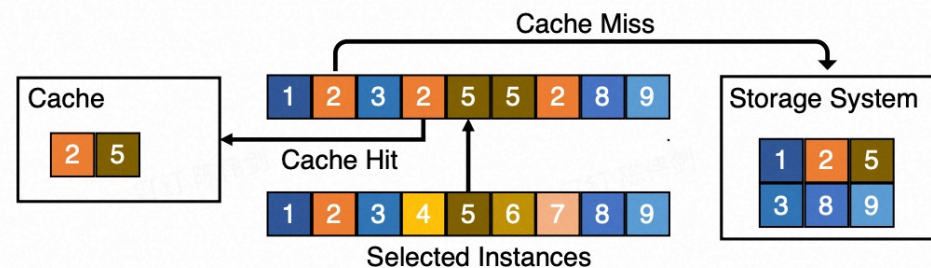 Cache Miss
1 2 3 2 5 5 2 8 9
Cache
2 5
Cache Hit
Storage System
1 2 5
3 8 9
1 2 3 4 5 6 7 8 9
Selected Instances